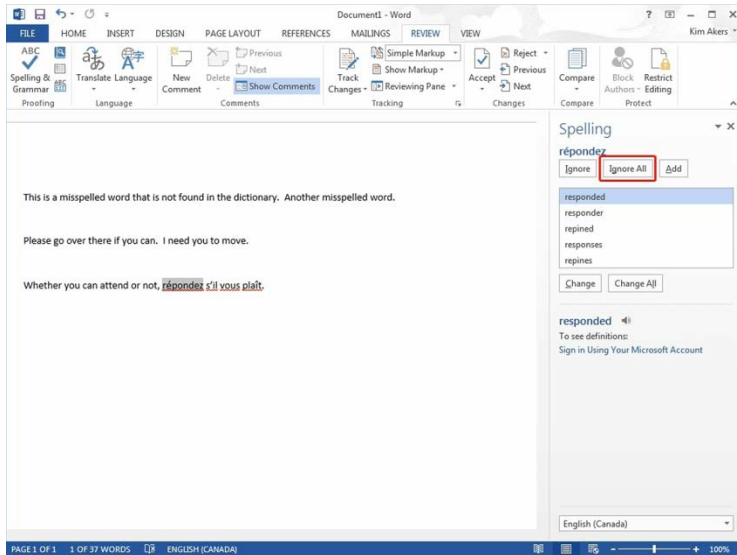 Document1 - Word
FILE HOME INSERT DESIGN PAGE LAYOUT REFERENCES MAILINGS REVIEW VIEW Kim Akers
ABC
Spelling & Grammar
Translate Language
New Comment
Delete
Previous
Next
Show Comments
Track Changes
Simple Markup
Show Markup
Reviewing Pane
Accept
Reject
Previous
Next
Compare
Block Authors
Restrict Editing
Proofing Language Comments Tracking Changes Compare Protect
This is a misspelled word that is not found in the dictionary. Another misspelled word.
Please go over there if you can. I need you to move.
Whether you can attend or not, répondez s'il vous plaît.
Spelling
répondez
Ignore Ignore All Add
responded
responder
repined
responses
repines
Change Change All
responded
To see definitions:
Sign in Using Your Microsoft Account
English (Canada)
PAGE 1 OF 1 1 OF 37 WORDS ENGLISH (CANADA) 100%